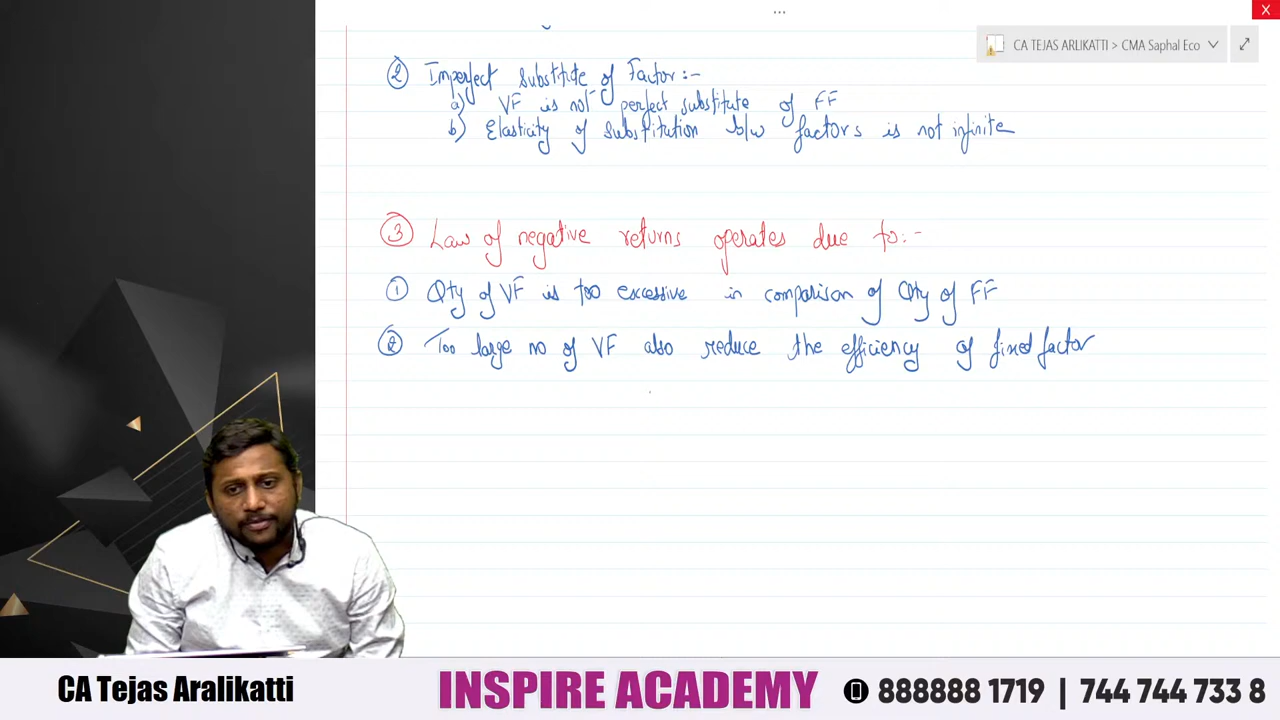 ...
X
CA TEJAS ARLIKATTI > CMA Saphal Eco
② Imperfect Substitute of Factor :-
a) VF is not perfect substitute of FF
b) Elasticity of substitution b/w factors is not infinite
③ Law of negative returns operates due to:-
① Qty of VF is too excessive in comparison of Qty of FF
② Too large no of VF also reduce the efficiency of fixed factor
CA Tejas Aralikatti
INSPIRE ACADEMY
888888 1719 | 744 744 733 8